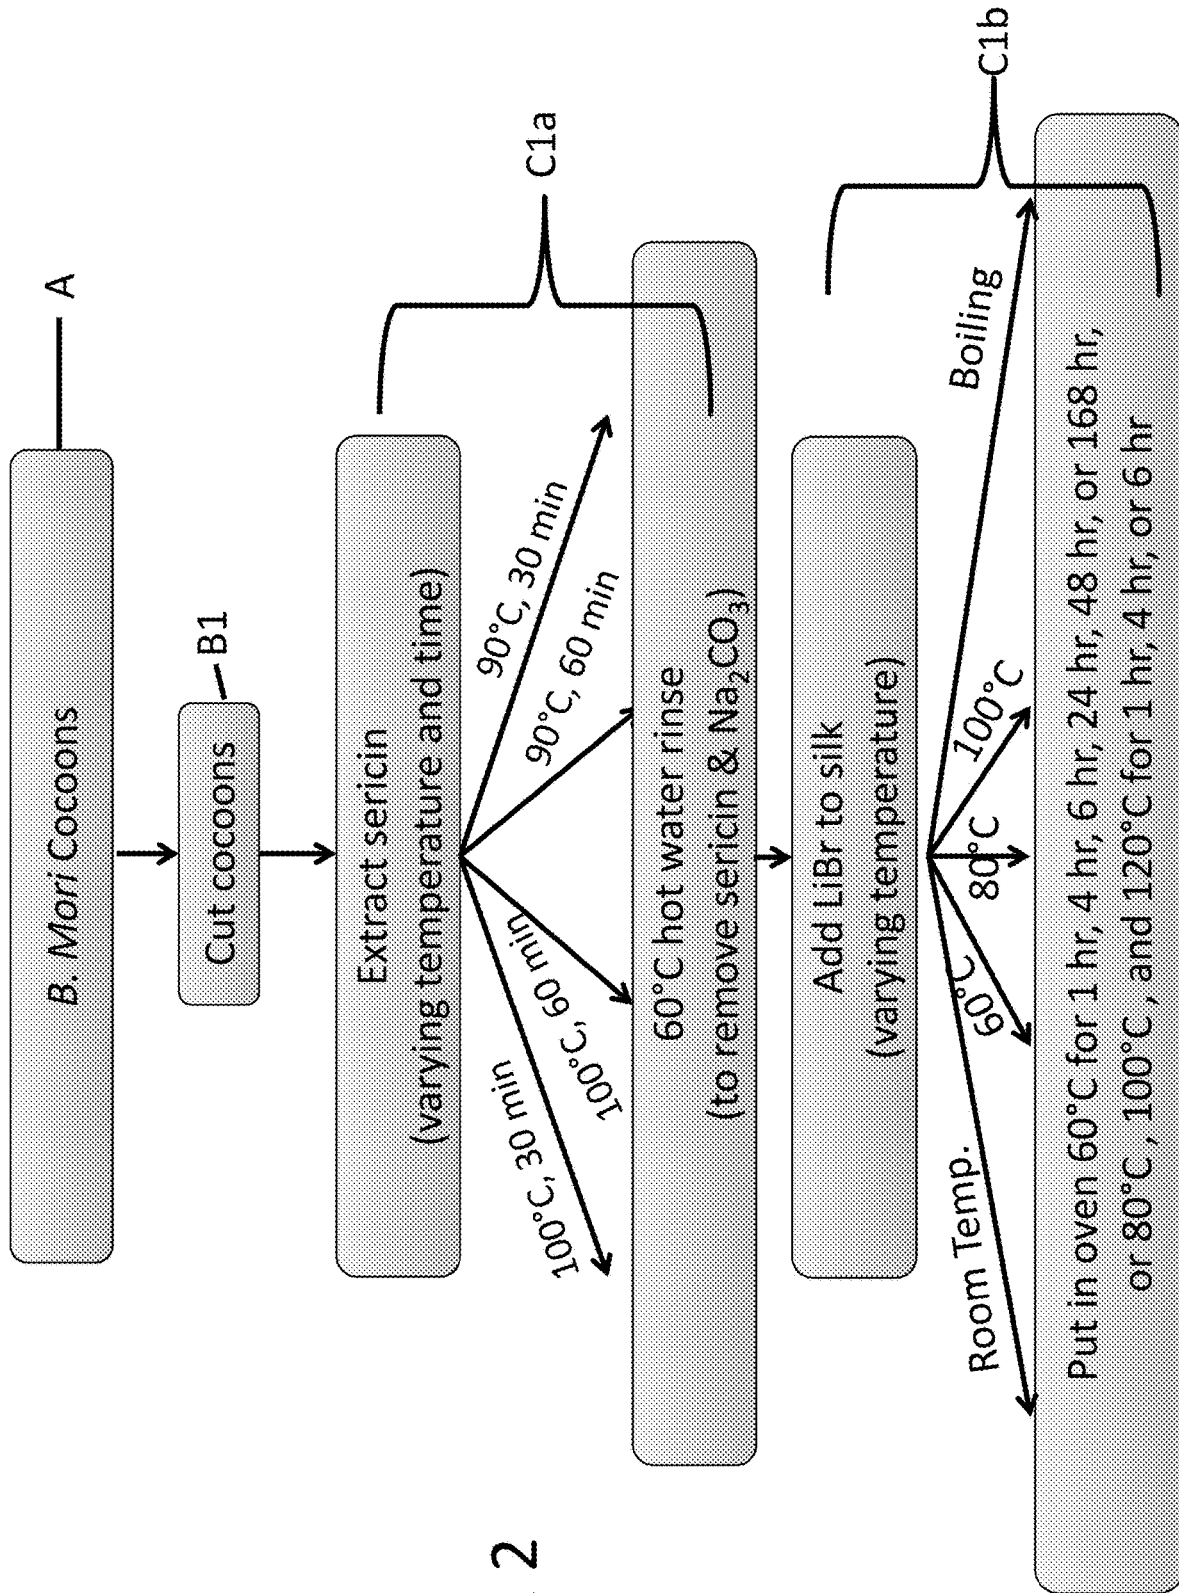 B. Mori Cocoons
A
Cut cocoons
B1
Extract sericin
(varying temperature and time)
C1a
100°C, 30 min
100°C, 60 min
90°C, 60 min
90°C, 30 min
60°C hot water rinse
(to remove sericin & Na₂CO₃)
Add LiBr to silk
(varying temperature)
C1b
Room Temp.
60°C
80°C
100°C
Boiling
Put in oven 60°C for 1 hr, 4 hr, 6 hr, 24 hr, 48 hr, or 168 hr,
or 80°C, 100°C, and 120°C for 1 hr, 4 hr, or 6 hr
2